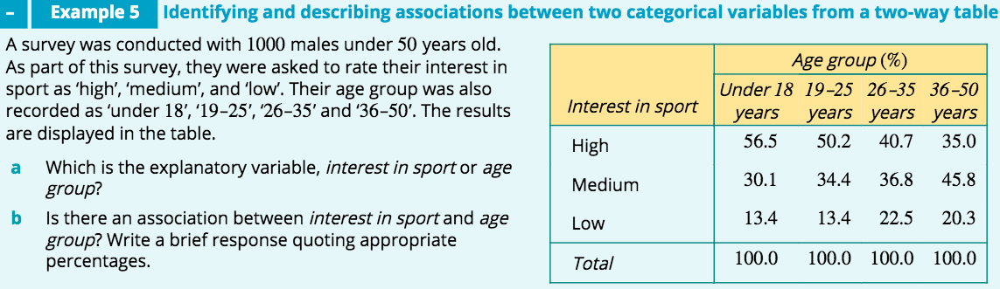 – Example 5 Identifying and describing associations between two categorical variables from a two-way table
A survey was conducted with 1000 males under 50 years old.
As part of this survey, they were asked to rate their interest in
sport as ‘high’, ‘medium’, and ‘low’. Their age group was also
recorded as ‘under 18’, ‘19–25’, ‘26–35’ and ‘36–50’. The results
are displayed in the table.
a Which is the explanatory variable, interest in sport or age
group?
b Is there an association between interest in sport and age
group? Write a brief response quoting appropriate
percentages.
Age group (%)
Interest in sport
Under 18 19–25 26–35 36–50
years years years years
High 56.5 50.2 40.7 35.0
Medium 30.1 34.4 36.8 45.8
Low 13.4 13.4 22.5 20.3
Total 100.0 100.0 100.0 100.0